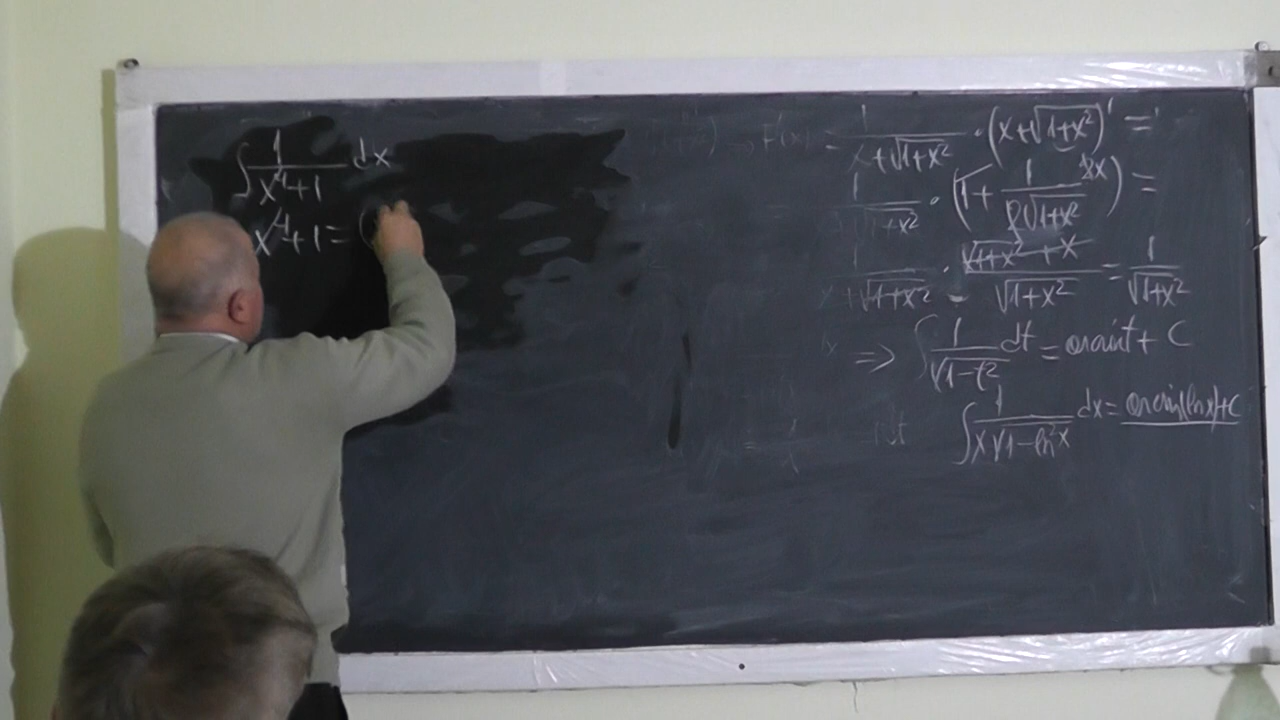 ∫ 1/(x⁴+1) dx
x⁴+1 = (
F'(x) = 1/(x+√(1+x²)) · (x+√(1+x²))' =
1/√(1+x²) · (1 + 1/(2√(1+x²)) 2x) =
1/(x+√(1+x²)) · (√(1+x²) + x)/√(1+x²) = 1/√(1+x²)
=> ∫ 1/√(1-t²) dt = arcsin t + C
∫ 1/(x√(1-ln²x)) dx = arcsin(ln x)+C